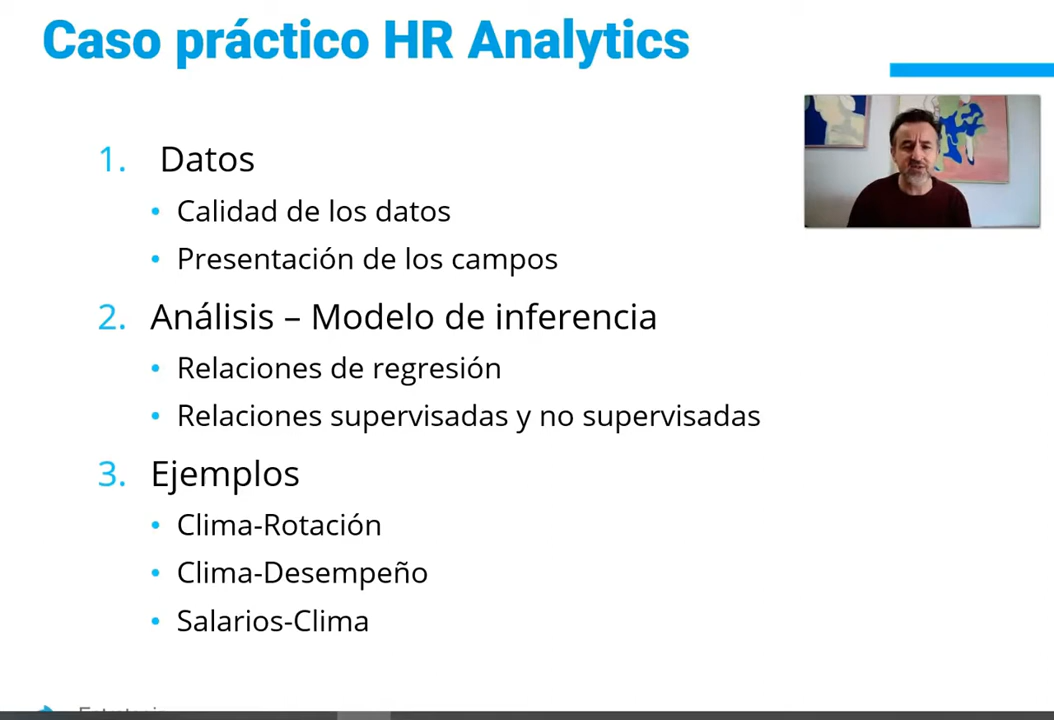 Caso práctico HR Analytics
1. Datos
• Calidad de los datos
• Presentación de los campos
2. Análisis – Modelo de inferencia
• Relaciones de regresión
• Relaciones supervisadas y no supervisadas
3. Ejemplos
• Clima-Rotación
• Clima-Desempeño
• Salarios-Clima